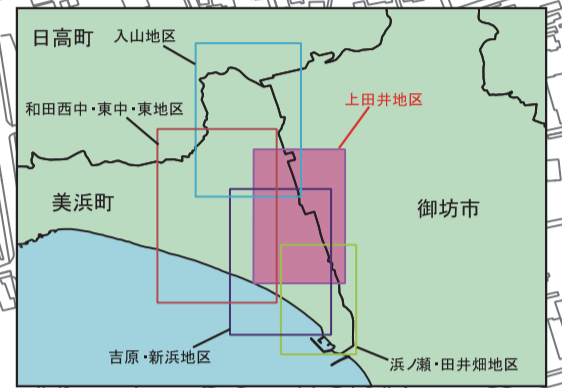 日高町
入山地区
和田西中・東中・東地区
上田井地区
美浜町
御坊市
吉原・新浜地区
浜ノ瀬・田井畑地区